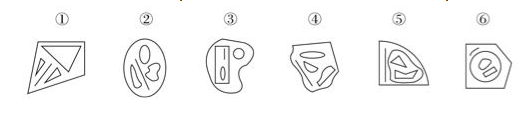 ① ② ③ ④ ⑤ ⑥